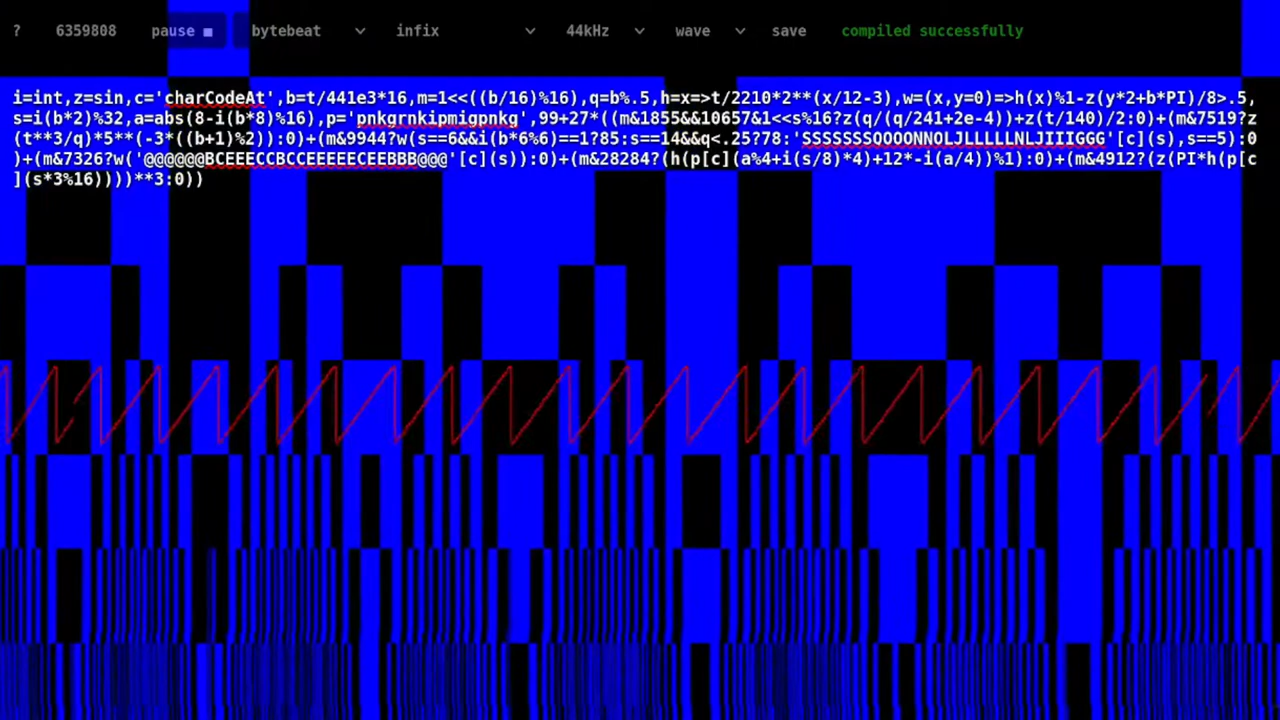 ? 6359808 pause ■ bytebeat infix 44kHz wave save compiled successfully
i=int,z=sin,c='charCodeAt',b=t/441e3*16,m=1<<((b/16)%16),q=b%.5,h=x=>t/2210*2**(x/12-3),w=(x,y=0)=>h(x)%1-z(y*2+b*PI)/8>.5,
s=i(b*2)%32,a=abs(8-i(b*8)%16),p='pnkgrnkipmigpnkg',99+27*((m&1855&&10657&1<<s%16?z(q/(q/241+2e-4))+z(t/140)/2:0)+(m&7519?z
(t**3/q)*5**(-3*((b+1)%2)):0)+(m&9944?w(s==6&&i(b*6%6)==1?85:s==14&&q<.25?78:'SSSSSSSOOOONNOLJLLLLLNLJIIIGGG'[c](s),s==5):0
)+(m&7326?w('@@@@@@BCEEECCBCCEEEEECEEBBB@@@'[c](s)):0)+(m&28284?(h(p[c](a%4+i(s/8)*4)+12*-i(a/4))%1):0)+(m&4912?(z(PI*h(p[c
](s*3%16))))**3:0))